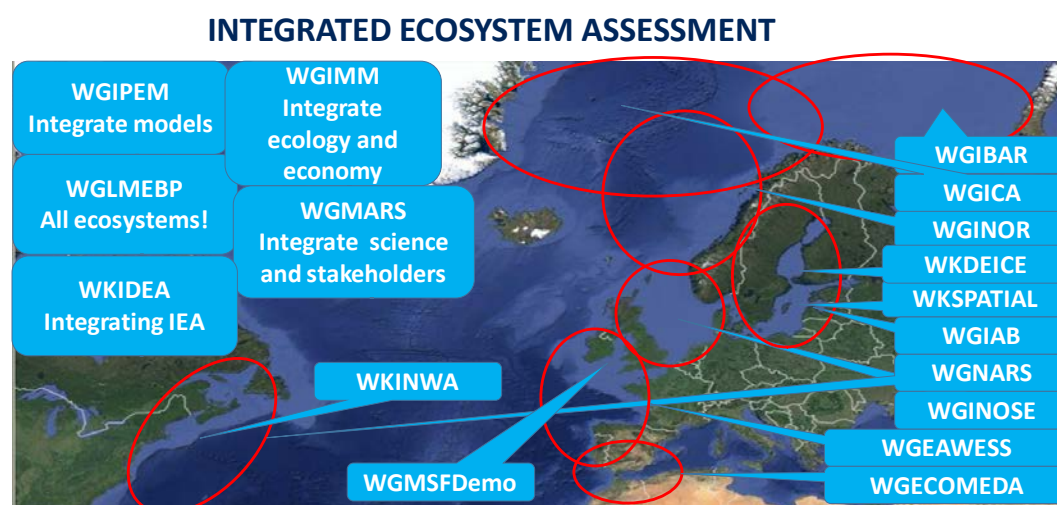 INTEGRATED ECOSYSTEM ASSESSMENT
WGIPEM
Integrate models
WGIMM
Integrate
ecology and
economy
WGLMEBP
All ecosystems!
WGMARS
Integrate science
and stakeholders
WKIDEA
Integrating IEA
WGIBAR
WGICA
WGINOR
WKDEICE
WKSPATIAL
WGIAB
WGNARS
WGINOSE
WGEAWESS
WGECOMEDA
WKINWA
WGMSFDemo